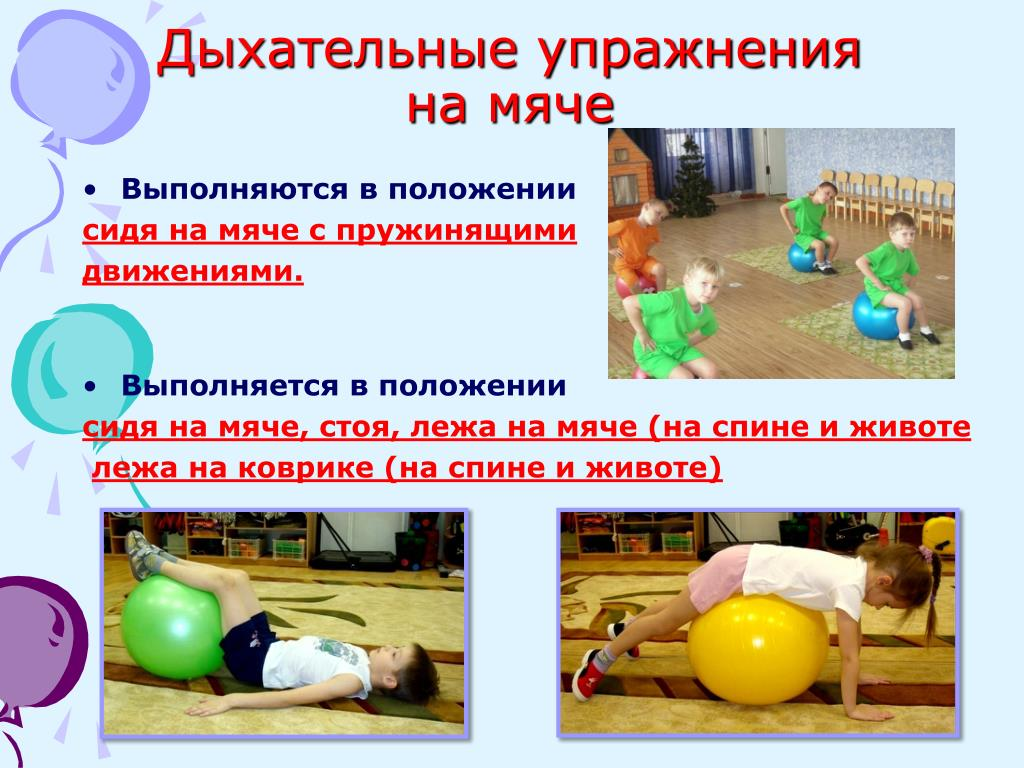 Дыхательные упражнения
на мяче
• Выполняются в положении
сидя на мяче с пружинящими
движениями.
• Выполняется в положении
сидя на мяче, стоя, лежа на мяче (на спине и животе
лежа на коврике (на спине и животе)